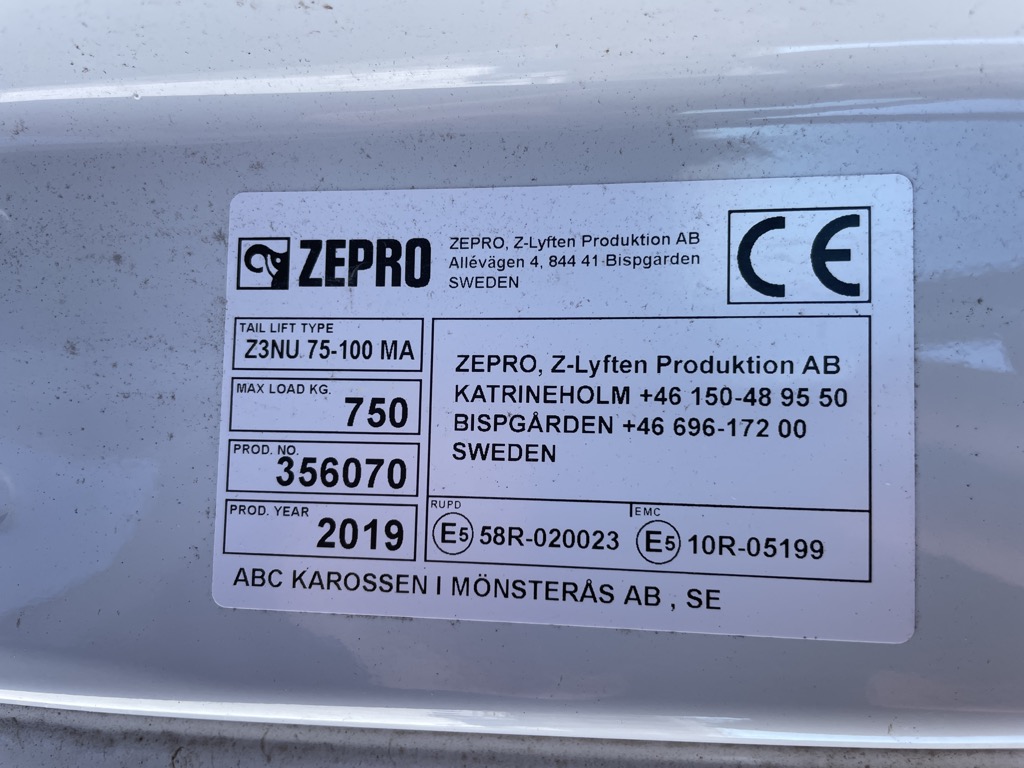 ZEPRO
ZEPRO, Z-Lyften Produktion AB
Allévägen 4, 844 41 Bispgården
SWEDEN
CE
TAIL LIFT TYPE
Z3NU 75-100 MA
MAX LOAD KG.
750
PROD. NO.
356070
PROD. YEAR
2019
ZEPRO, Z-Lyften Produktion AB
KATRINEHOLM +46 150-48 95 50
BISPGÅRDEN +46 696-172 00
SWEDEN
RUPD
E5 58R-020023
EMC
E5 10R-05199
ABC KAROSSEN I MÖNSTERÅS AB , SE